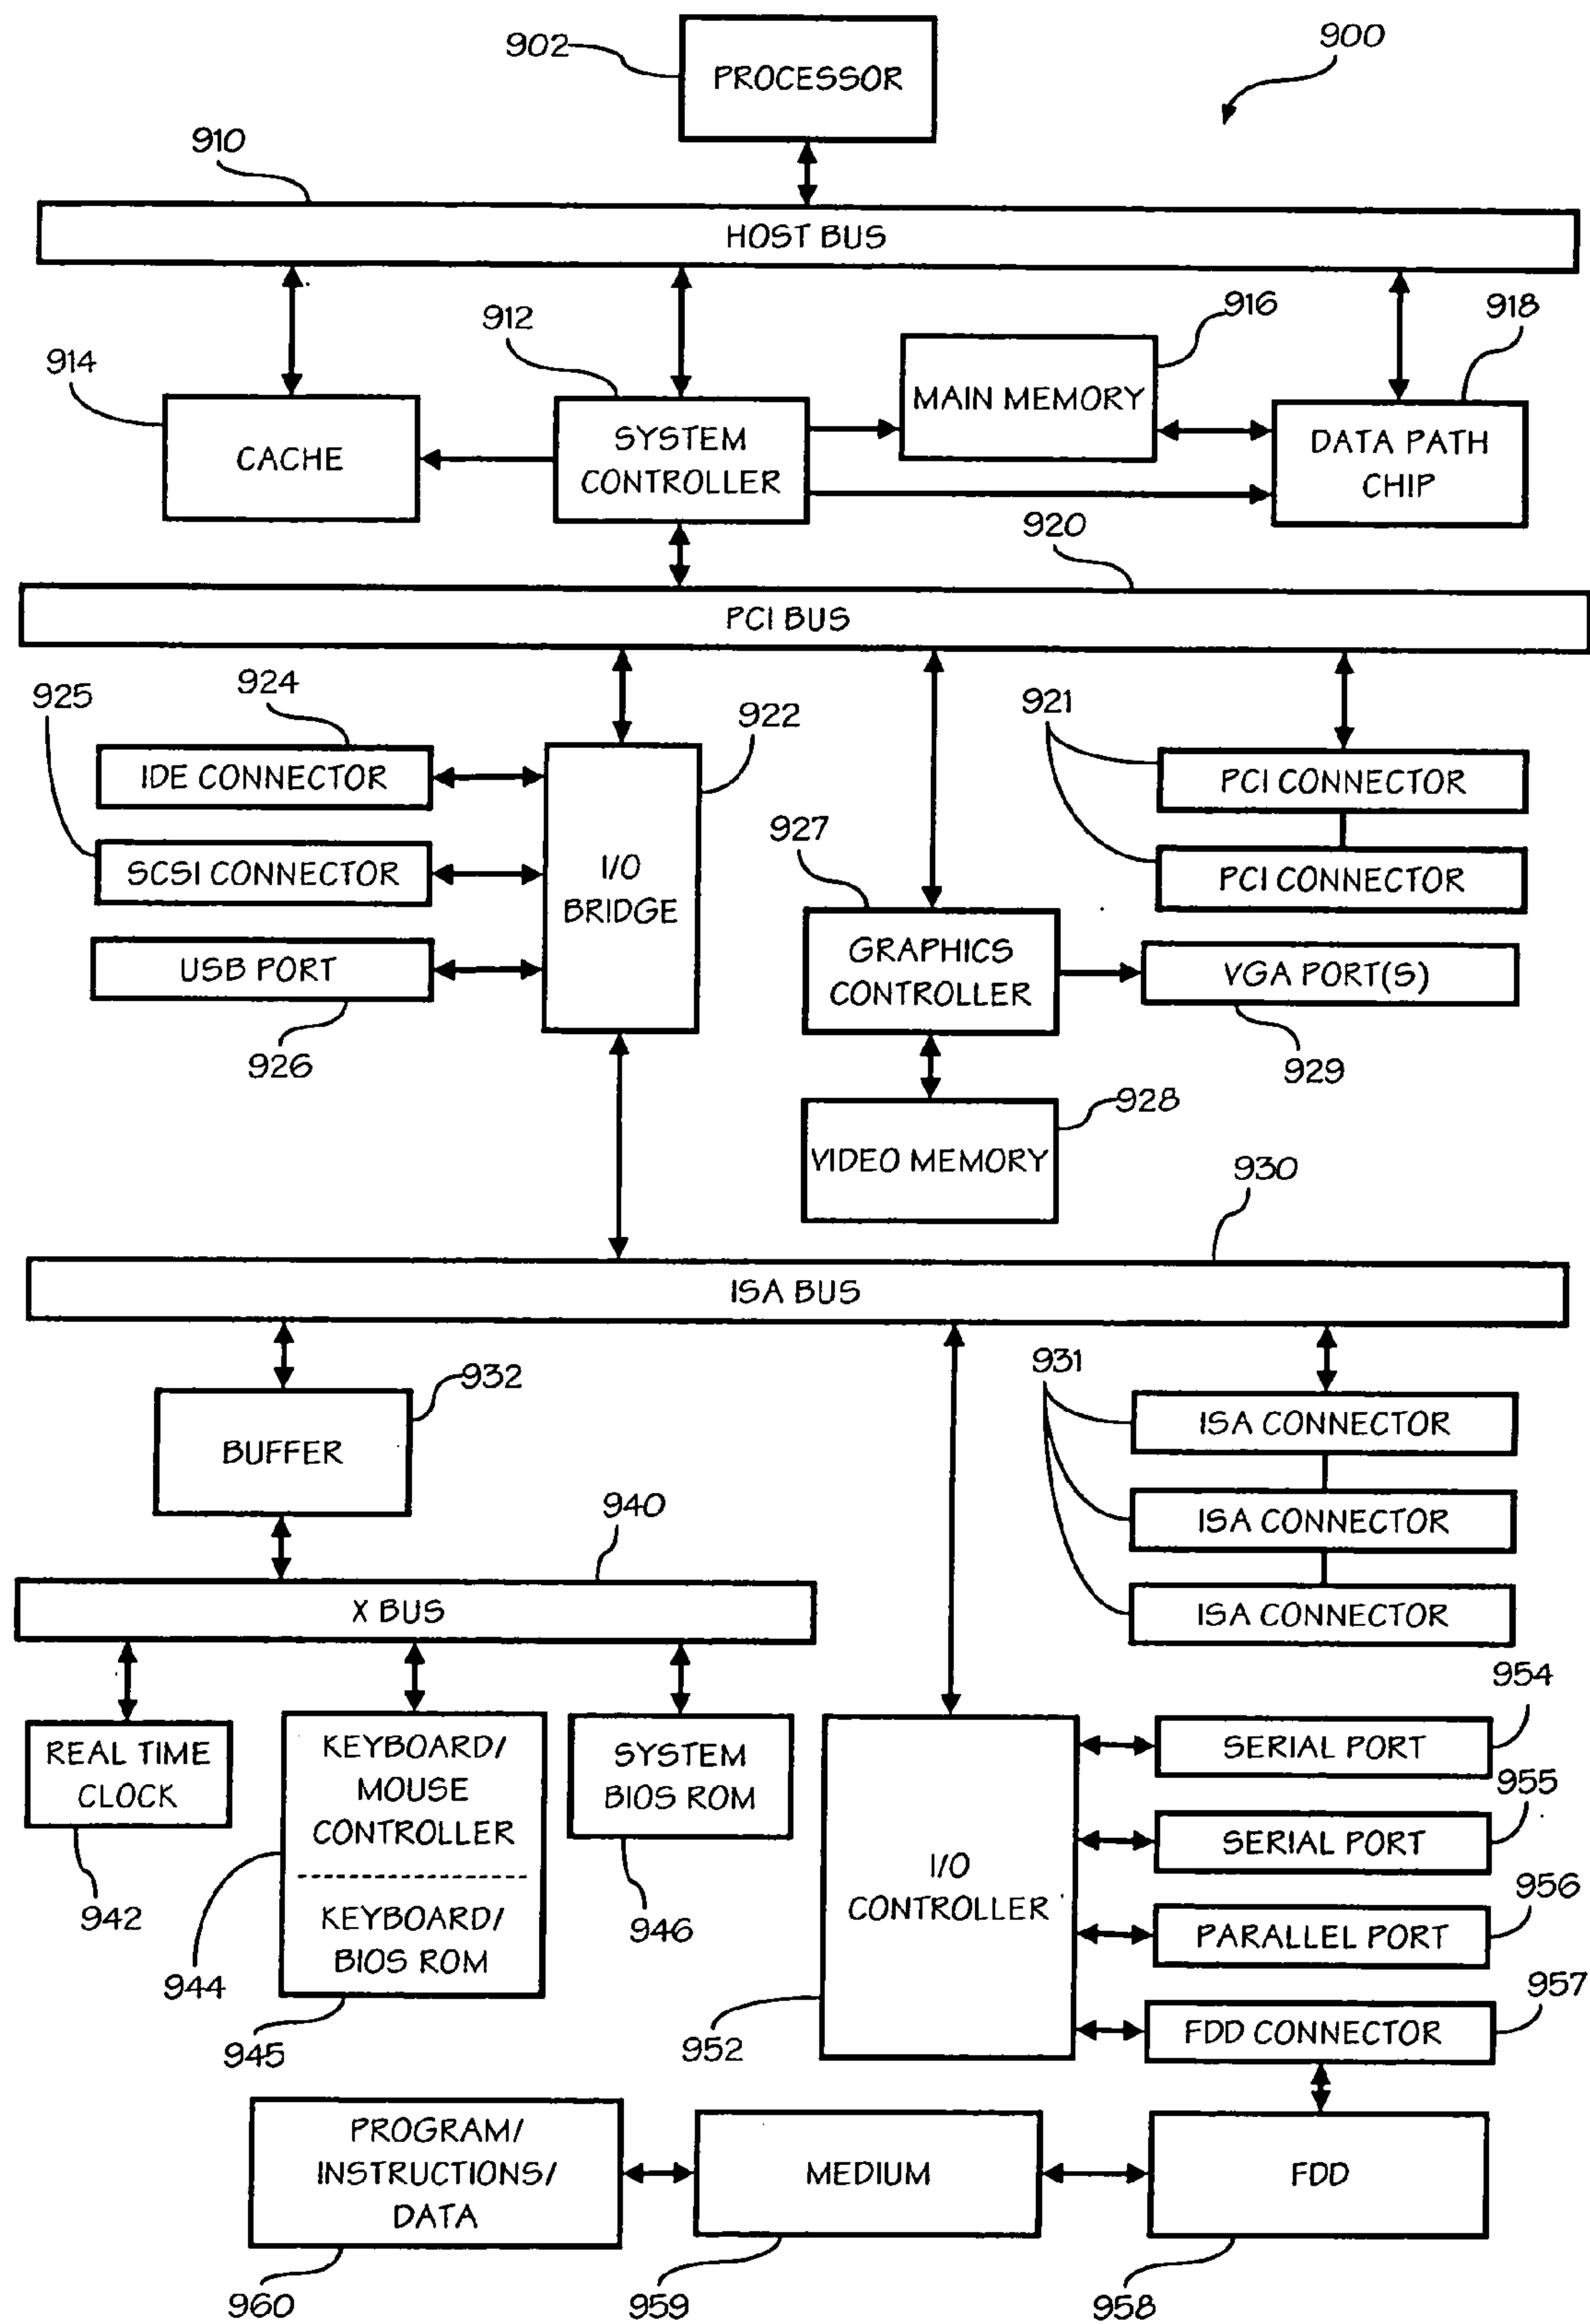 902
PROCESSOR
900
910
HOST BUS
912
916
918
914
MAIN MEMORY
CACHE
SYSTEM
CONTROLLER
DATA PATH
CHIP
920
PCI BUS
925
924
922
921
IDE CONNECTOR
PCI CONNECTOR
927
SCSI CONNECTOR
I/O
BRIDGE
PCI CONNECTOR
USB PORT
GRAPHICS
CONTROLLER
VGA PORT(S)
926
929
928
VIDEO MEMORY
930
ISA BUS
932
931
BUFFER
ISA CONNECTOR
940
ISA CONNECTOR
X BUS
ISA CONNECTOR
954
REAL TIME
CLOCK
KEYBOARD/
MOUSE
CONTROLLER
SYSTEM
BIOS ROM
SERIAL PORT
955
SERIAL PORT
I/O
CONTROLLER
956
942
KEYBOARD/
BIOS ROM
946
PARALLEL PORT
944
957
945
952
FDD CONNECTOR
PROGRAM/
INSTRUCTIONS/
DATA
MEDIUM
FDD
960
959
958